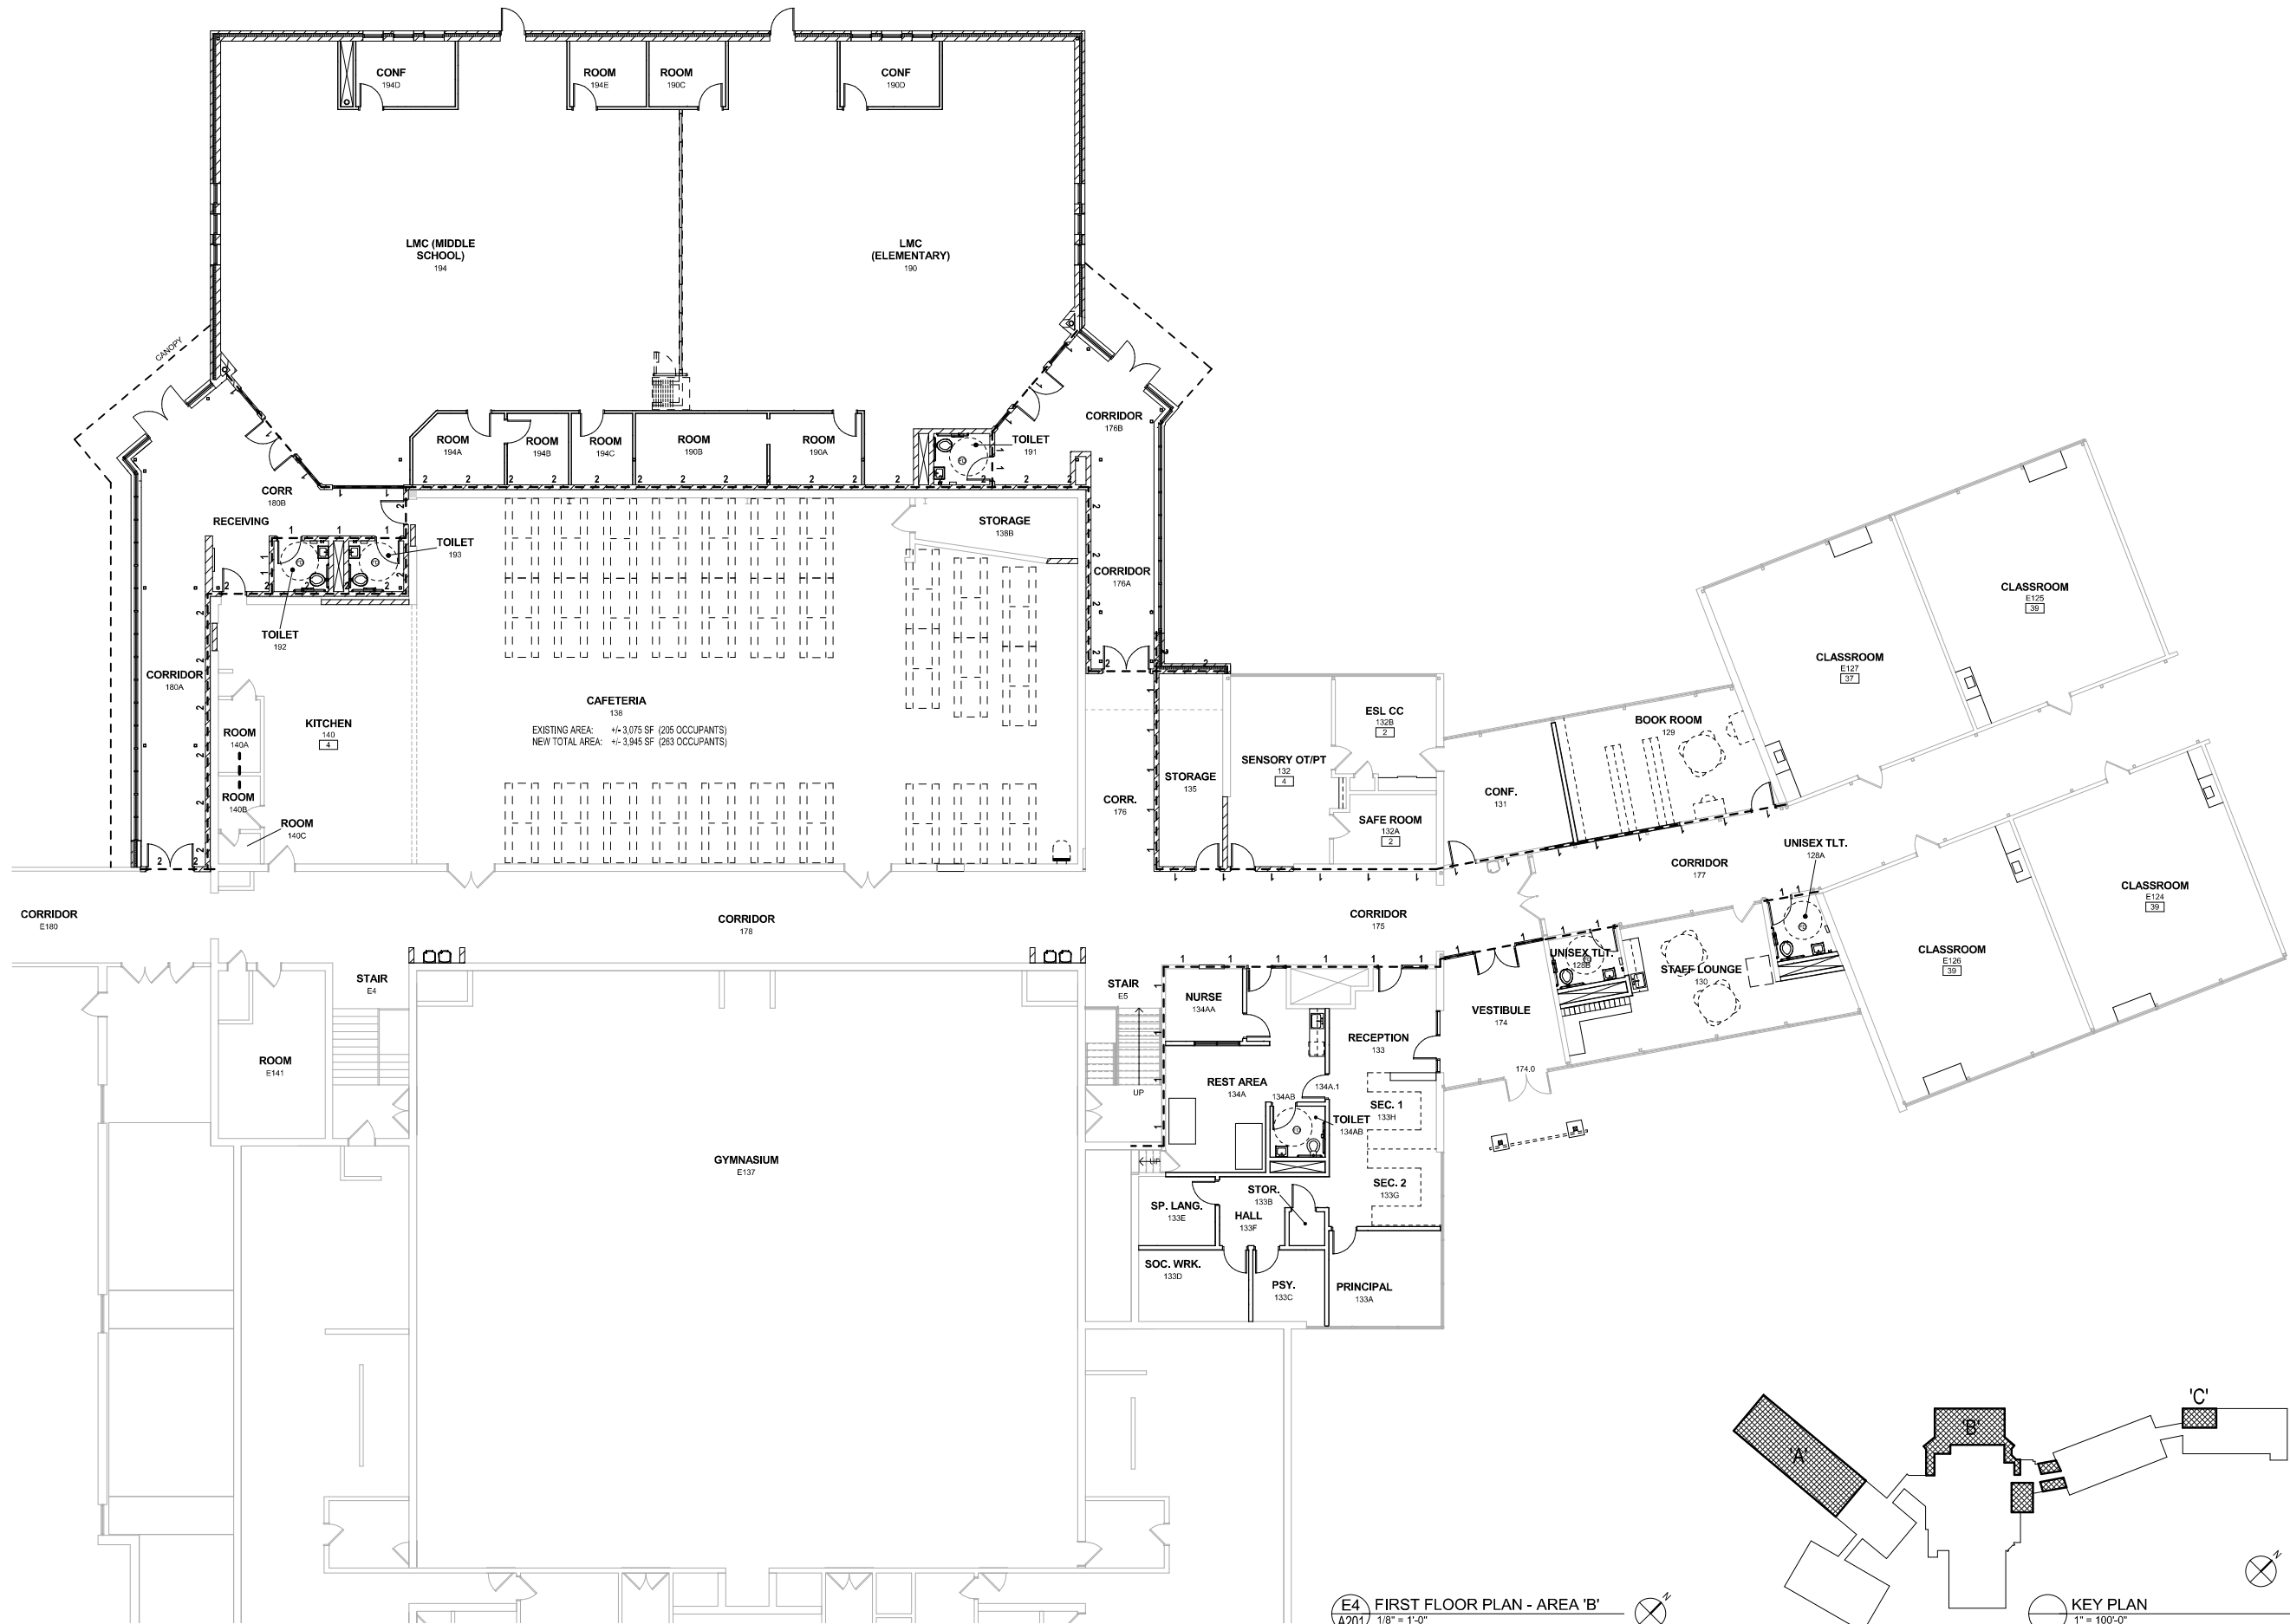 CONF
194D
ROOM
194E
ROOM
190C
CONF
190D
LMC (MIDDLE
SCHOOL)
194
LMC
(ELEMENTARY)
190
CANOPY
CORRIDOR
176B
ROOM
194A
ROOM
194B
ROOM
194C
ROOM
190B
ROOM
190A
TOILET
191
CORR
180B
RECEIVING
TOILET
193
STORAGE
138B
CORRIDOR
176A
TOILET
192
CORRIDOR
180A
KITCHEN
140
4
ROOM
140A
ROOM
140B
ROOM
140C
CAFETERIA
138
EXISTING AREA: +/- 3,075 SF (205 OCCUPANTS)
NEW TOTAL AREA: +/- 3,945 SF (263 OCCUPANTS)
STORAGE
135
CORR.
176
SENSORY OT/PT
132
4
ESL CC
132B
2
SAFE ROOM
132A
2
CONF.
131
BOOK ROOM
129
CLASSROOM
E127
37
CLASSROOM
E125
39
CORRIDOR
177
UNISEX TLT.
128A
CLASSROOM
E124
39
CLASSROOM
E126
39
CORRIDOR
E180
CORRIDOR
178
CORRIDOR
175
UNISEX TLT.
128B
STAFF LOUNGE
130
STAIR
E4
STAIR
E5
UP
UP
NURSE
134AA
RECEPTION
133
VESTIBULE
174
174.0
ROOM
E141
REST AREA
134A
134A.1
134AB
TOILET
134AB
SEC. 1
133H
GYMNASIUM
E137
SEC. 2
133G
SP. LANG.
133E
STOR.
133B
HALL
133F
SOC. WRK.
133D
PSY.
133C
PRINCIPAL
133A
'A'
'B'
'C'
E4
A201
FIRST FLOOR PLAN - AREA 'B'
1/8" = 1'-0"
N
KEY PLAN
1" = 100'-0"
N